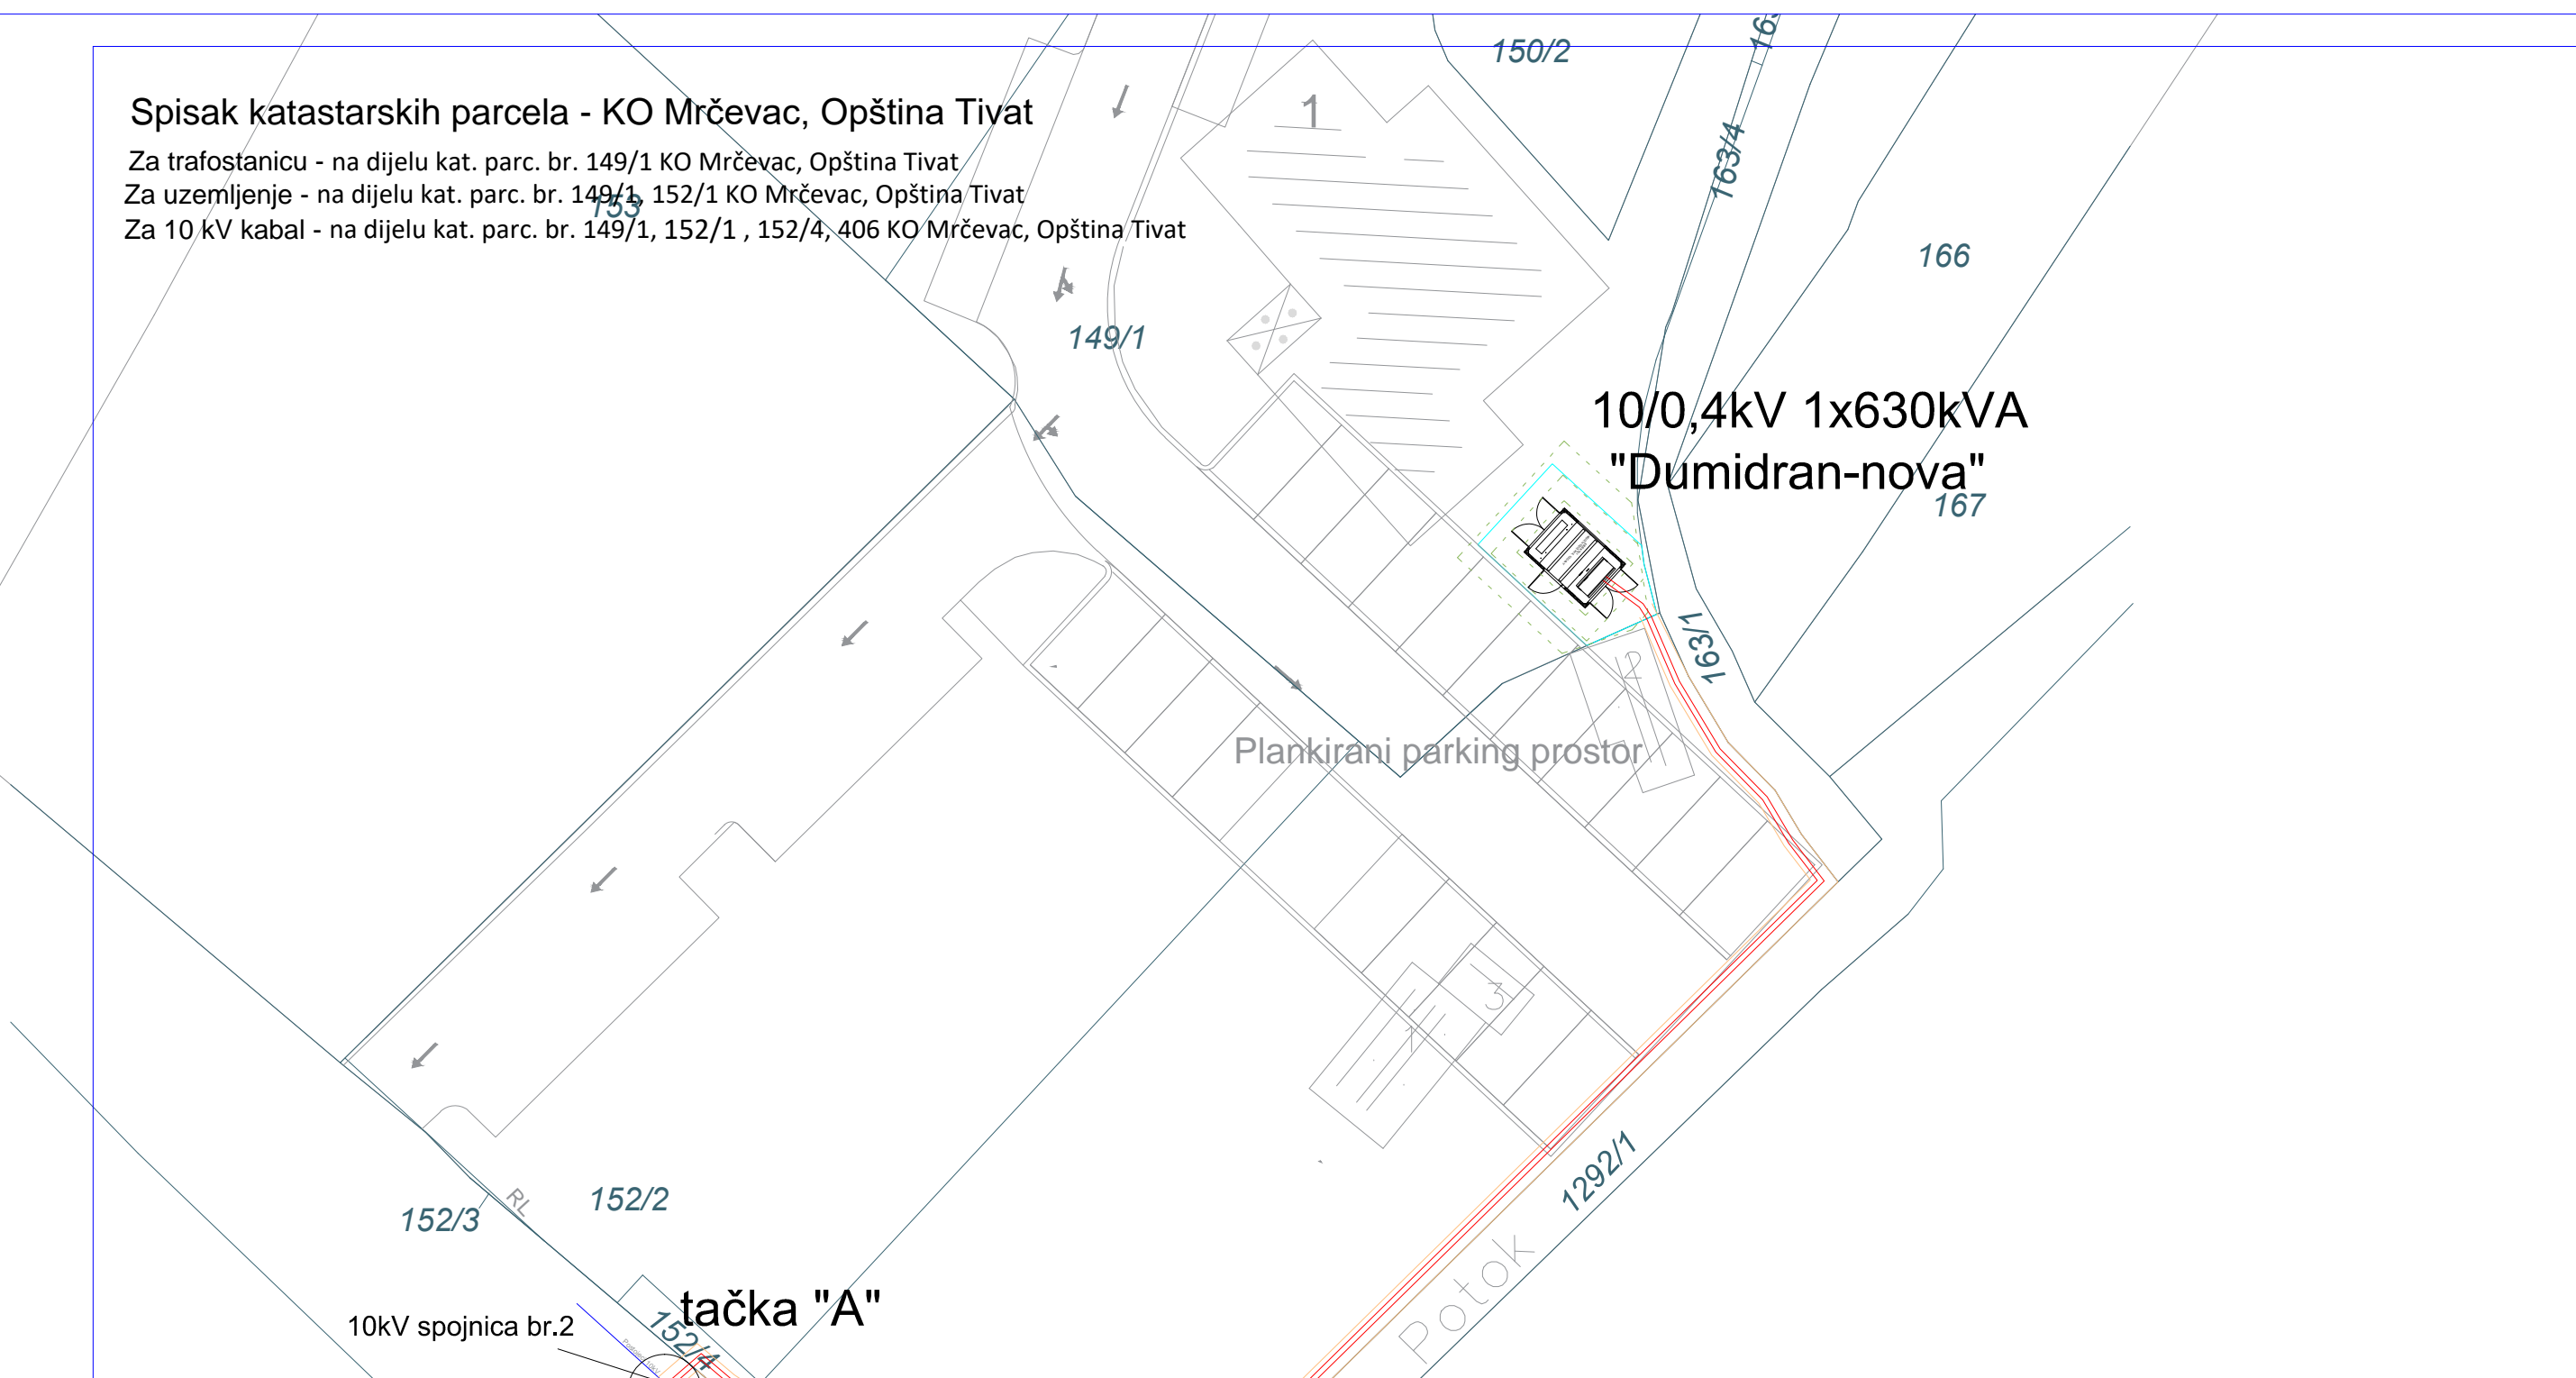 150/2
163/4
1
Spisak katastarskih parcela - KO Mrčevac, Opština Tivat
Za trafostanicu - na dijelu kat. parc. br. 149/1 KO Mrčevac, Opština Tivat
Za uzemljenje - na dijelu kat. parc. br. 149/1, 152/1 KO Mrčevac, Opština Tivat
153
Za 10 kV kabal - na dijelu kat. parc. br. 149/1, 152/1 , 152/4, 406 KO Mrčevac, Opština Tivat
166
149/1
10/0,4kV 1x630kVA
"Dumidran-nova"
167
163/1
2
Plankirani parking prostor
3
1
1292/1
152/2
152/3
RL
Potok
tačka "A"
10kV spojnica br.2
152/4